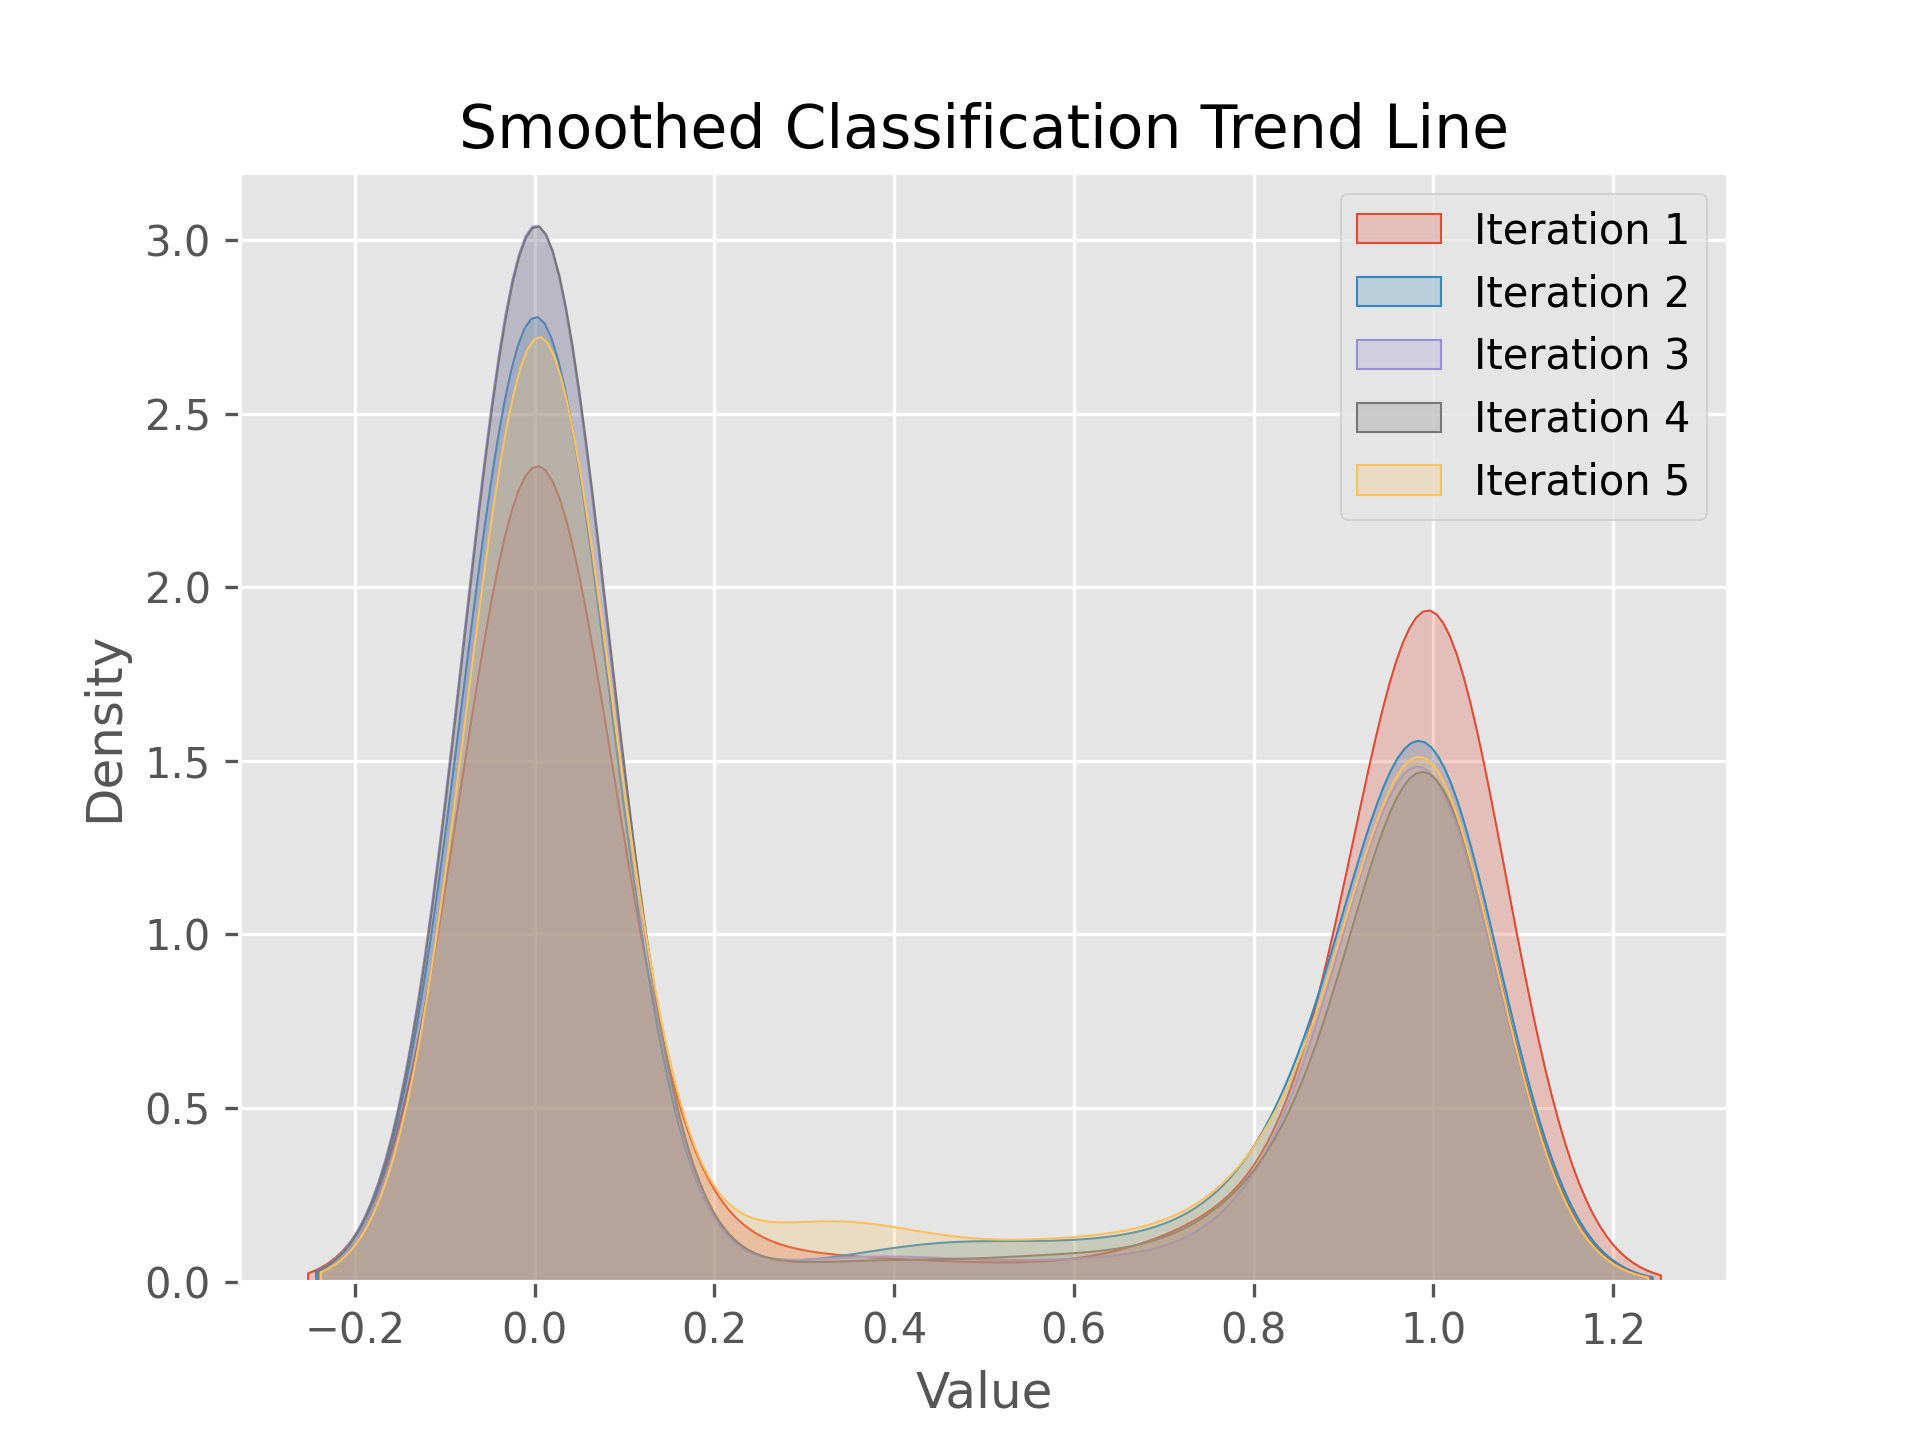 Smoothed Classification Trend Line
Iteration 1
Iteration 2
Iteration 3
Iteration 4
Iteration 5
Density
3.0
2.5
2.0
1.5
1.0
0.5
0.0
−0.2 0.0 0.2 0.4 0.6 0.8 1.0 1.2
Value